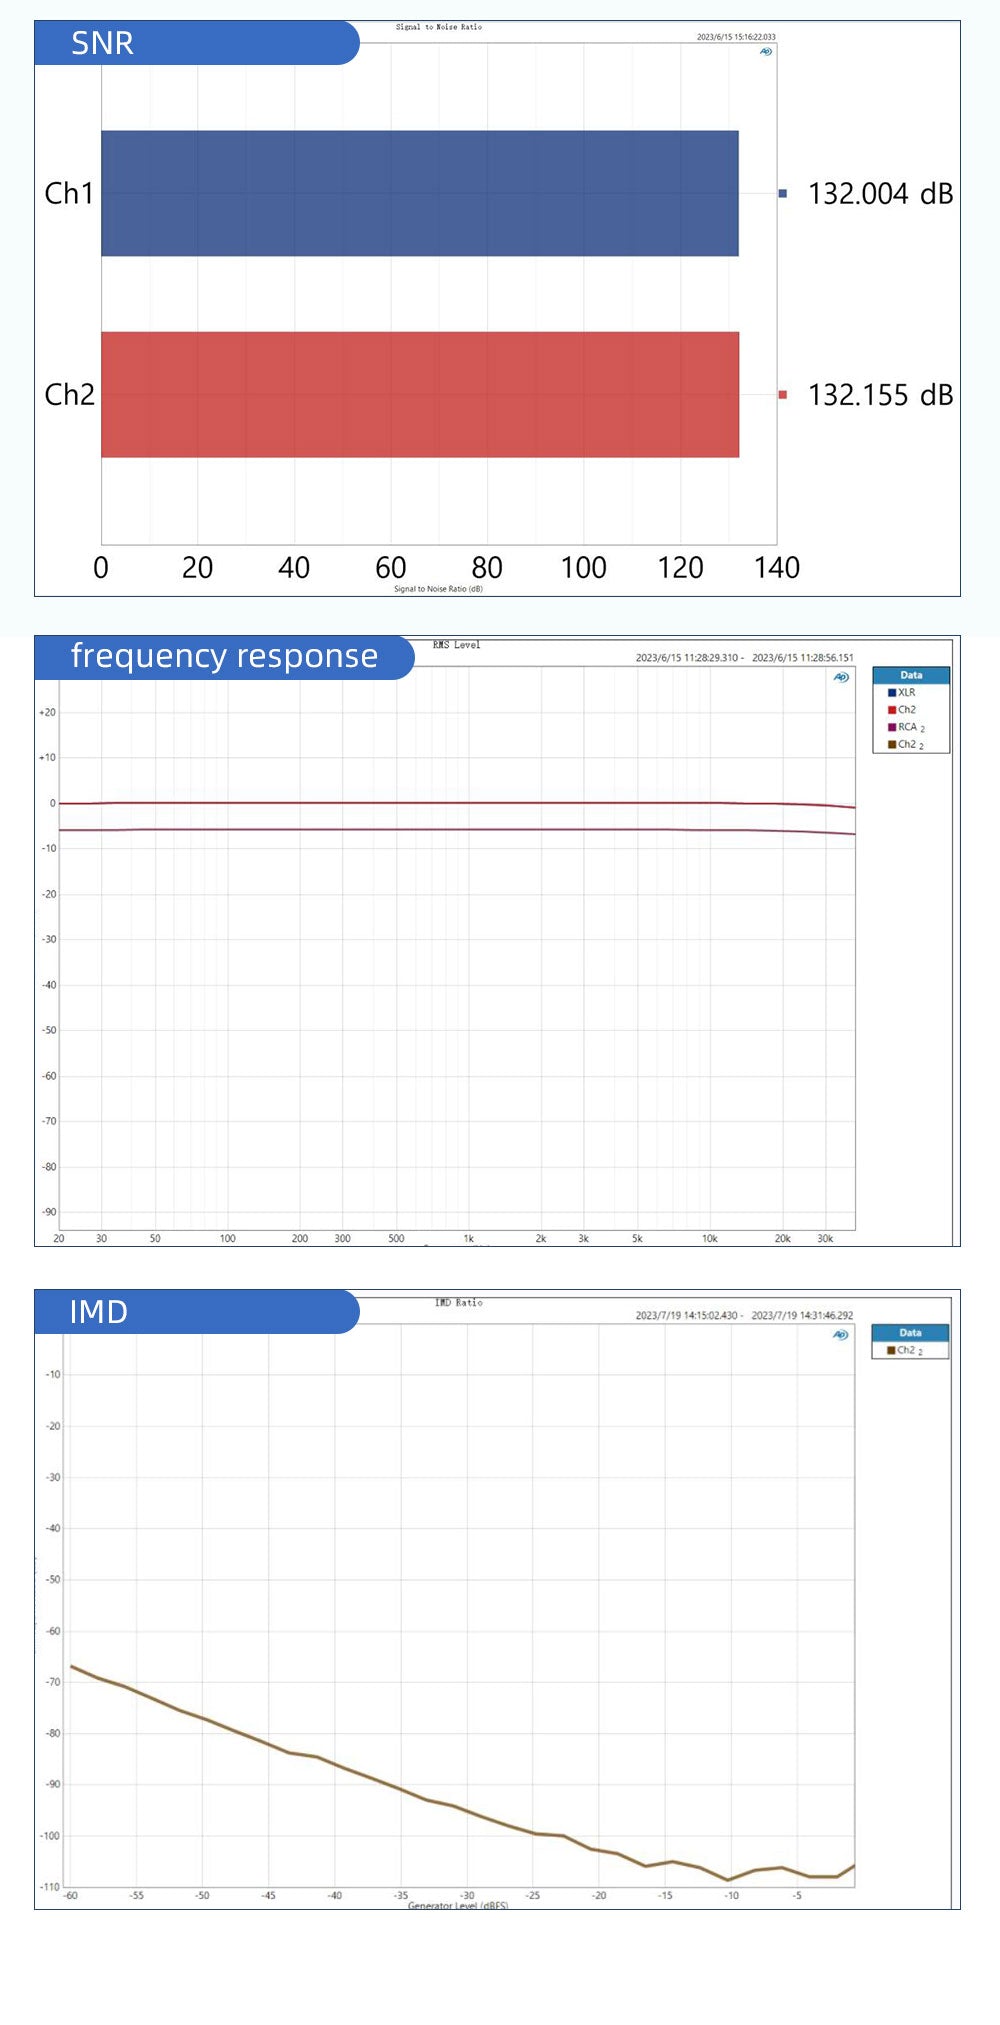 SNR
Signal to Noise Ratio
2023/6/15 15:16:22.033
AP
Ch1
132.004 dB
Ch2
132.155 dB
0 20 40 60 80 100 120 140
Signal to Noise Ratio (dB)
frequency response
RMS Level
2023/6/15 11:28:29.310 - 2023/6/15 11:28:56.151
AP
Data
XLR
Ch2
RCA 2
Ch2 2
+20
+10
0
-10
-20
-30
-40
-50
-60
-70
-80
-90
20 30 50 100 200 300 500 1k 2k 3k 5k 10k 20k 30k
IMD
IMD Ratio
2023/7/19 14:15:02.430 - 2023/7/19 14:31:46.292
AP
Data
Ch2 2
-10
-20
-30
-40
-50
-60
-70
-80
-90
-100
-110
-60 -55 -50 -45 -40 -35 -30 -25 -20 -15 -10 -5
Generator Level (dBFS)